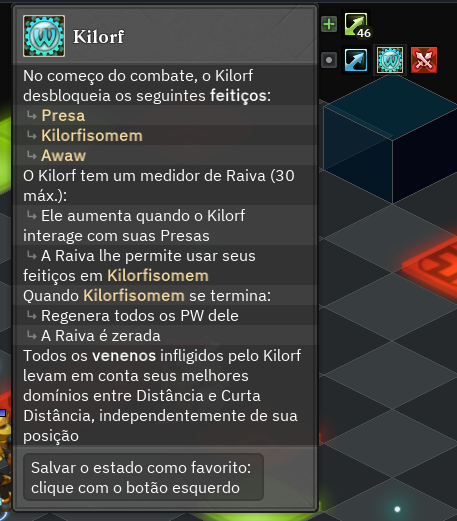 Kilorf
46
No começo do combate, o Kilorf
desbloqueia os seguintes feitiços:
↳ Presa
↳ Kilorfisomem
↳ Awaw
O Kilorf tem um medidor de Raiva (30
máx.):
↳ Ele aumenta quando o Kilorf
interage com suas Presas
↳ A Raiva lhe permite usar seus
feitiços em Kilorfisomem
Quando Kilorfisomem se termina:
↳ Regenera todos os PW dele
↳ A Raiva é zerada
Todos os venenos infligidos pelo Kilorf
levam em conta seus melhores
domínios entre Distância e Curta
Distância, independentemente de sua
posição
Salvar o estado como favorito:
clique com o botão esquerdo